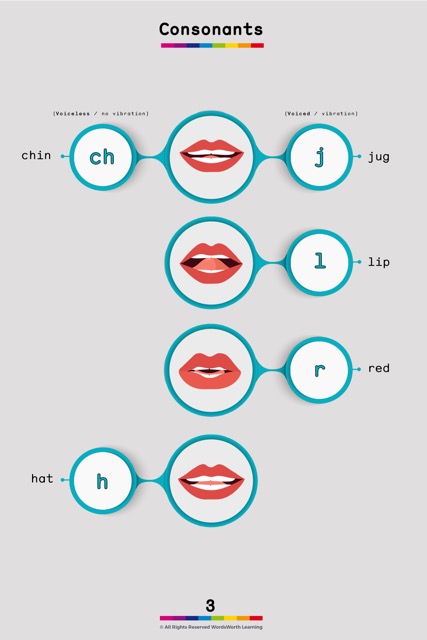 Consonants
(Voiceless / no vibration)
(Voiced / vibration)
chin
ch
j
jug
l
lip
r
red
hat
h
3
© All Rights Reserved WordsWorth Learning